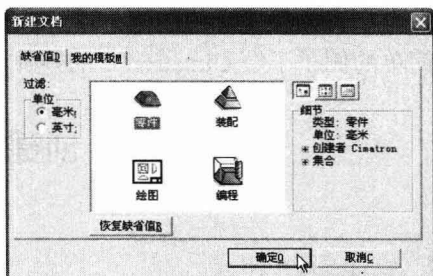 新建文档
缺省值D 我的模板M
过滤:
单位
毫米
英寸
零件
装配
绘图
编程
细节
类型: 零件
单位: 毫米
创建者 Cimatron
集合
恢复缺省值R
确定O 取消C